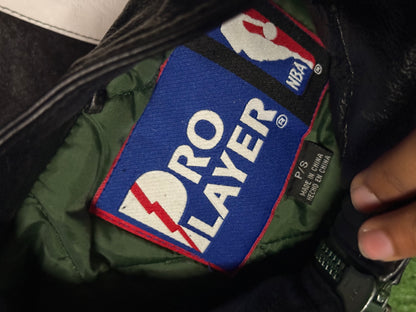 NBA
PRO
PLAYER®
P/S
MADE IN CHINA
HECHO EN CHINA